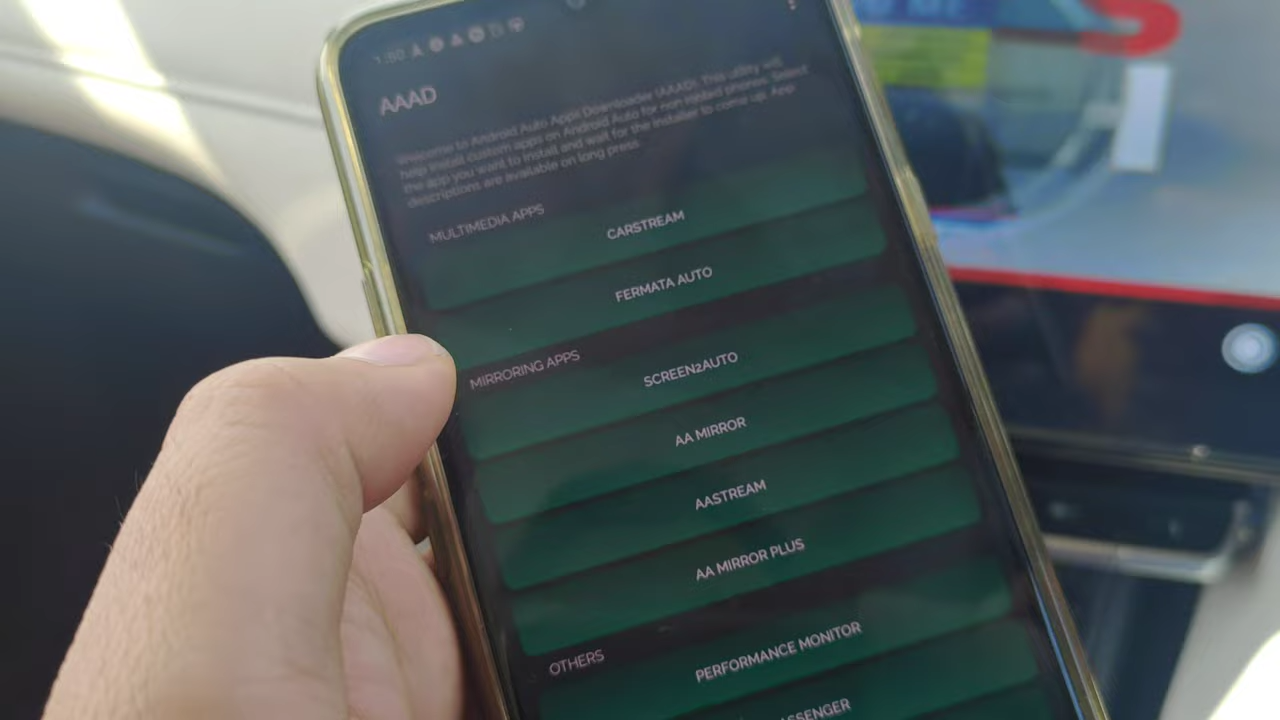 1:50
AAAD
Welcome to Android Auto Apps Downloader (AAAD). This utility will
help install custom apps on Android Auto for non rooted phones. Select
the app you want to install and wait for the installer to come up. App
descriptions are available on long press.
MULTIMEDIA APPS
CARSTREAM
FERMATA AUTO
MIRRORING APPS
SCREEN2AUTO
AA MIRROR
AASTREAM
AA MIRROR PLUS
OTHERS
PERFORMANCE MONITOR
ME
S